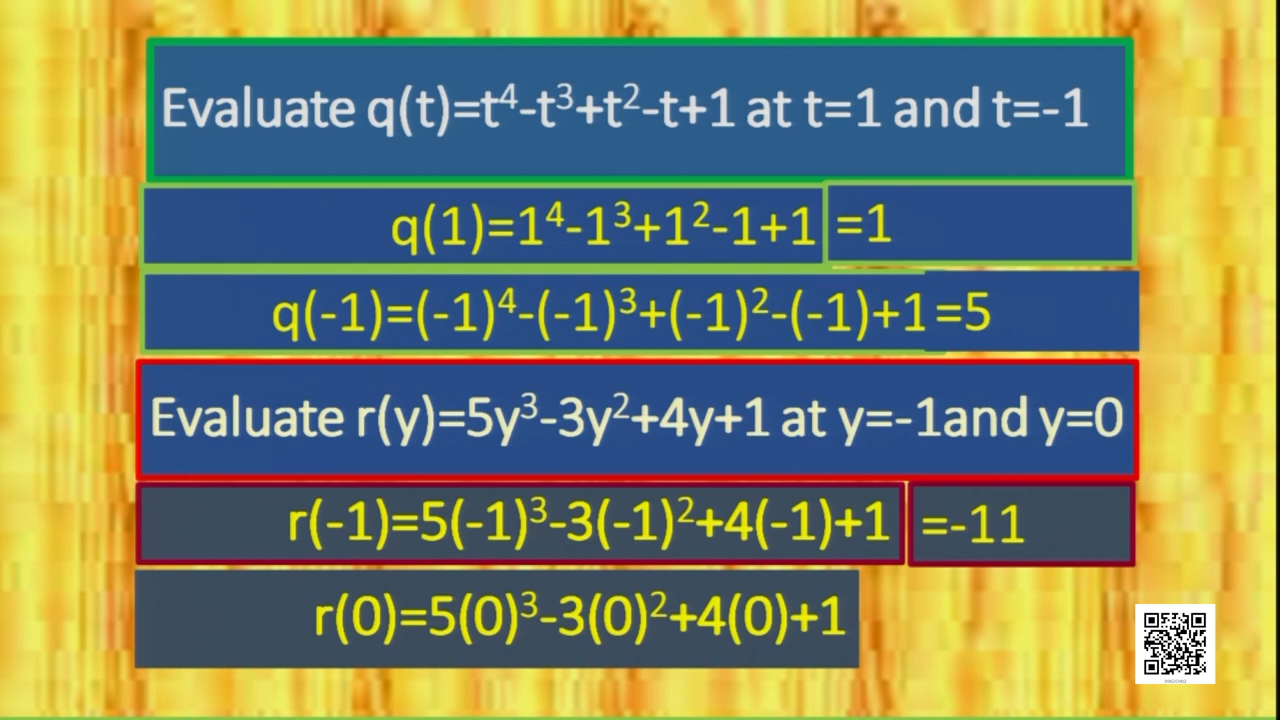 Evaluate q(t)=t⁴-t³+t²-t+1 at t=1 and t=-1
q(1)=1⁴-1³+1²-1+1 =1
q(-1)=(-1)⁴-(-1)³+(-1)²-(-1)+1=5
Evaluate r(y)=5y³-3y²+4y+1 at y=-1and y=0
r(-1)=5(-1)³-3(-1)²+4(-1)+1 =-11
r(0)=5(0)³-3(0)²+4(0)+1